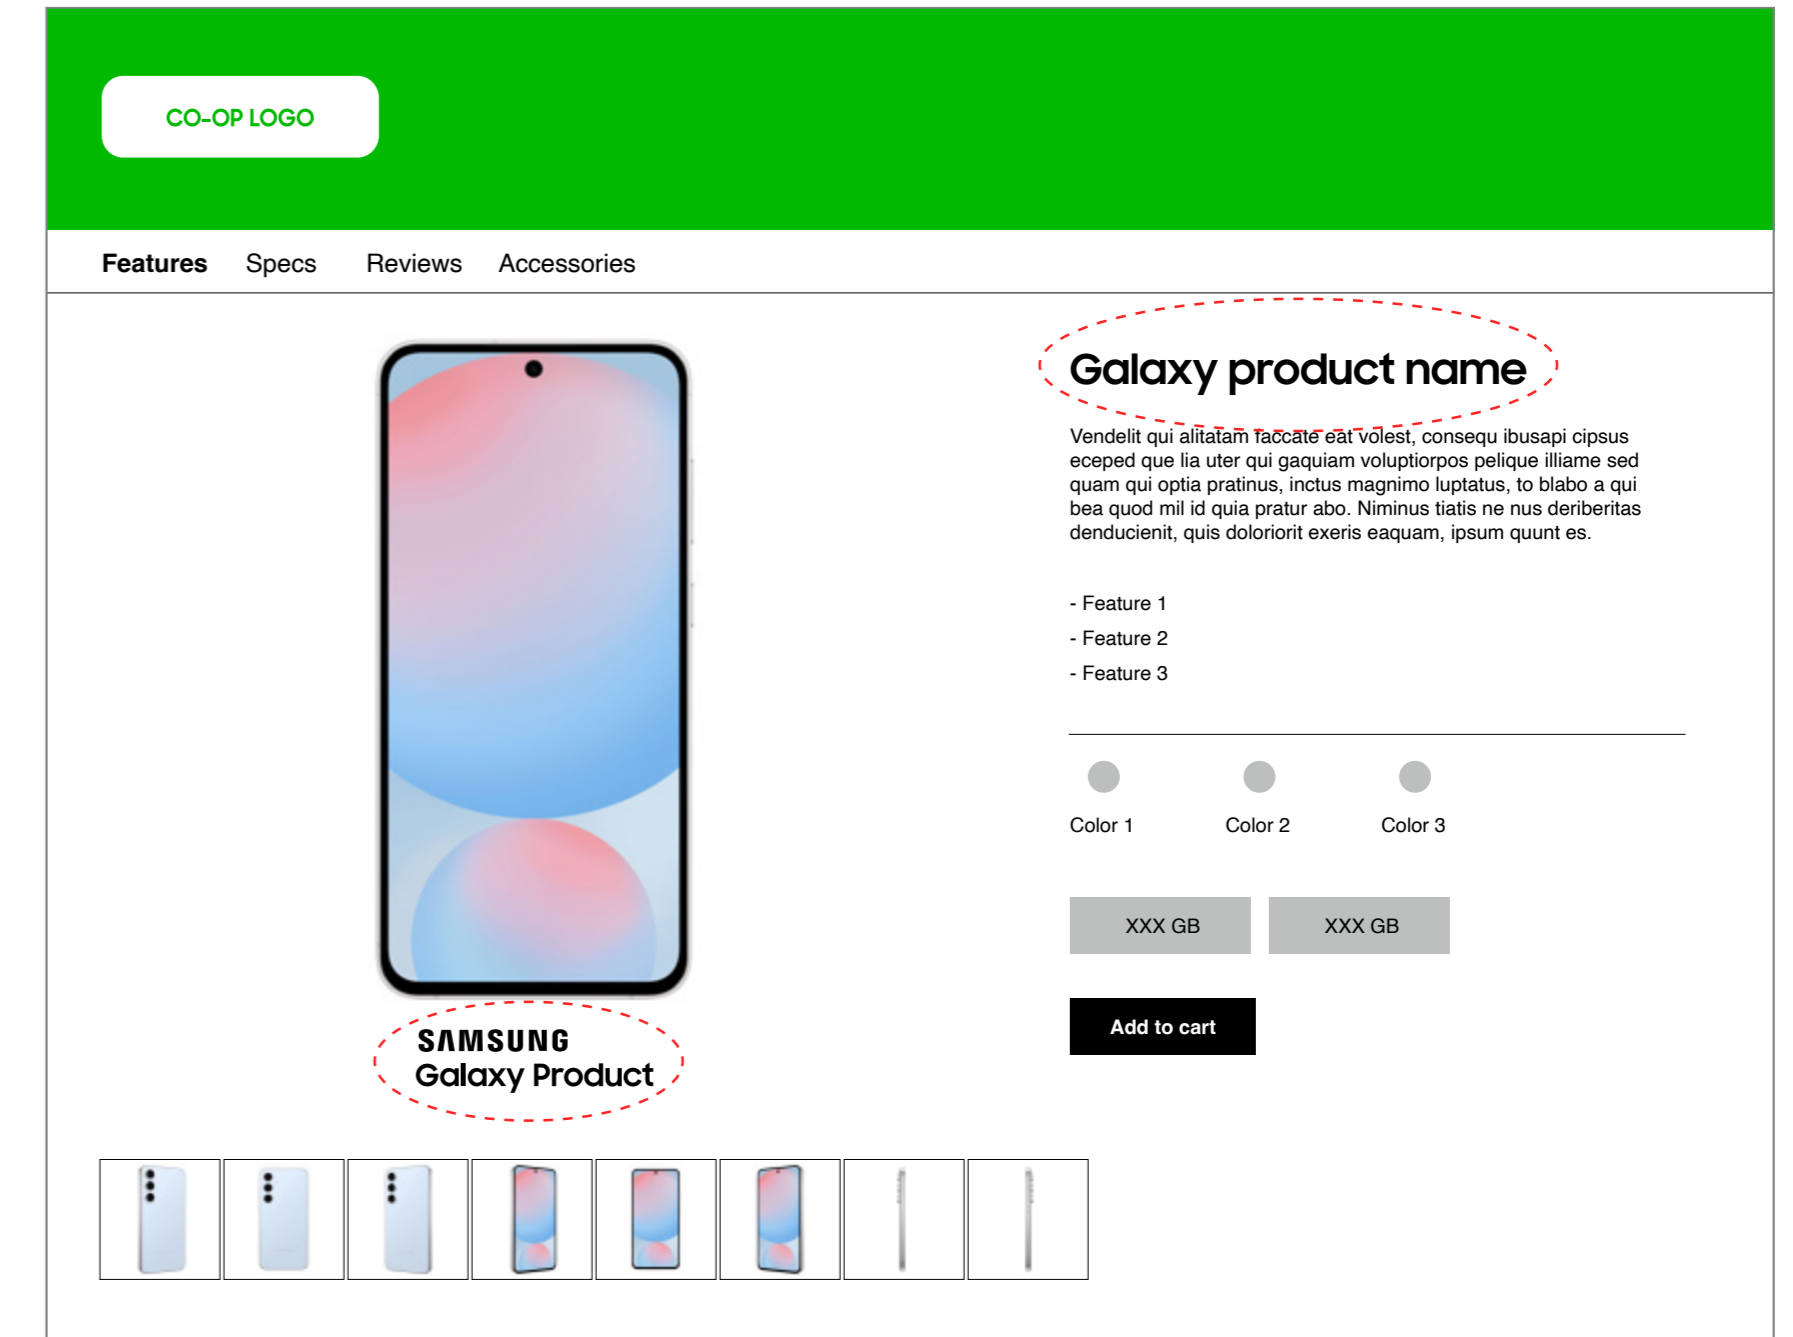 CO-OP LOGO
Features Specs Reviews Accessories
Galaxy product name
Vendelit qui alitatam faccate eat volest, consequ ibusapi cipsus
eceped que lia uter qui gaquiam voluptiorpos pelique illiame sed
quam qui optia pratinus, inctus magnimo luptatus, to blabo a qui
bea quod mil id quia pratur abo. Niminus tiatis ne nus deriberitas
denducienit, quis doloriorit exeris eaquam, ipsum quunt es.
- Feature 1
- Feature 2
- Feature 3
Color 1 Color 2 Color 3
XXX GB XXX GB
Add to cart
SAMSUNG
Galaxy Product